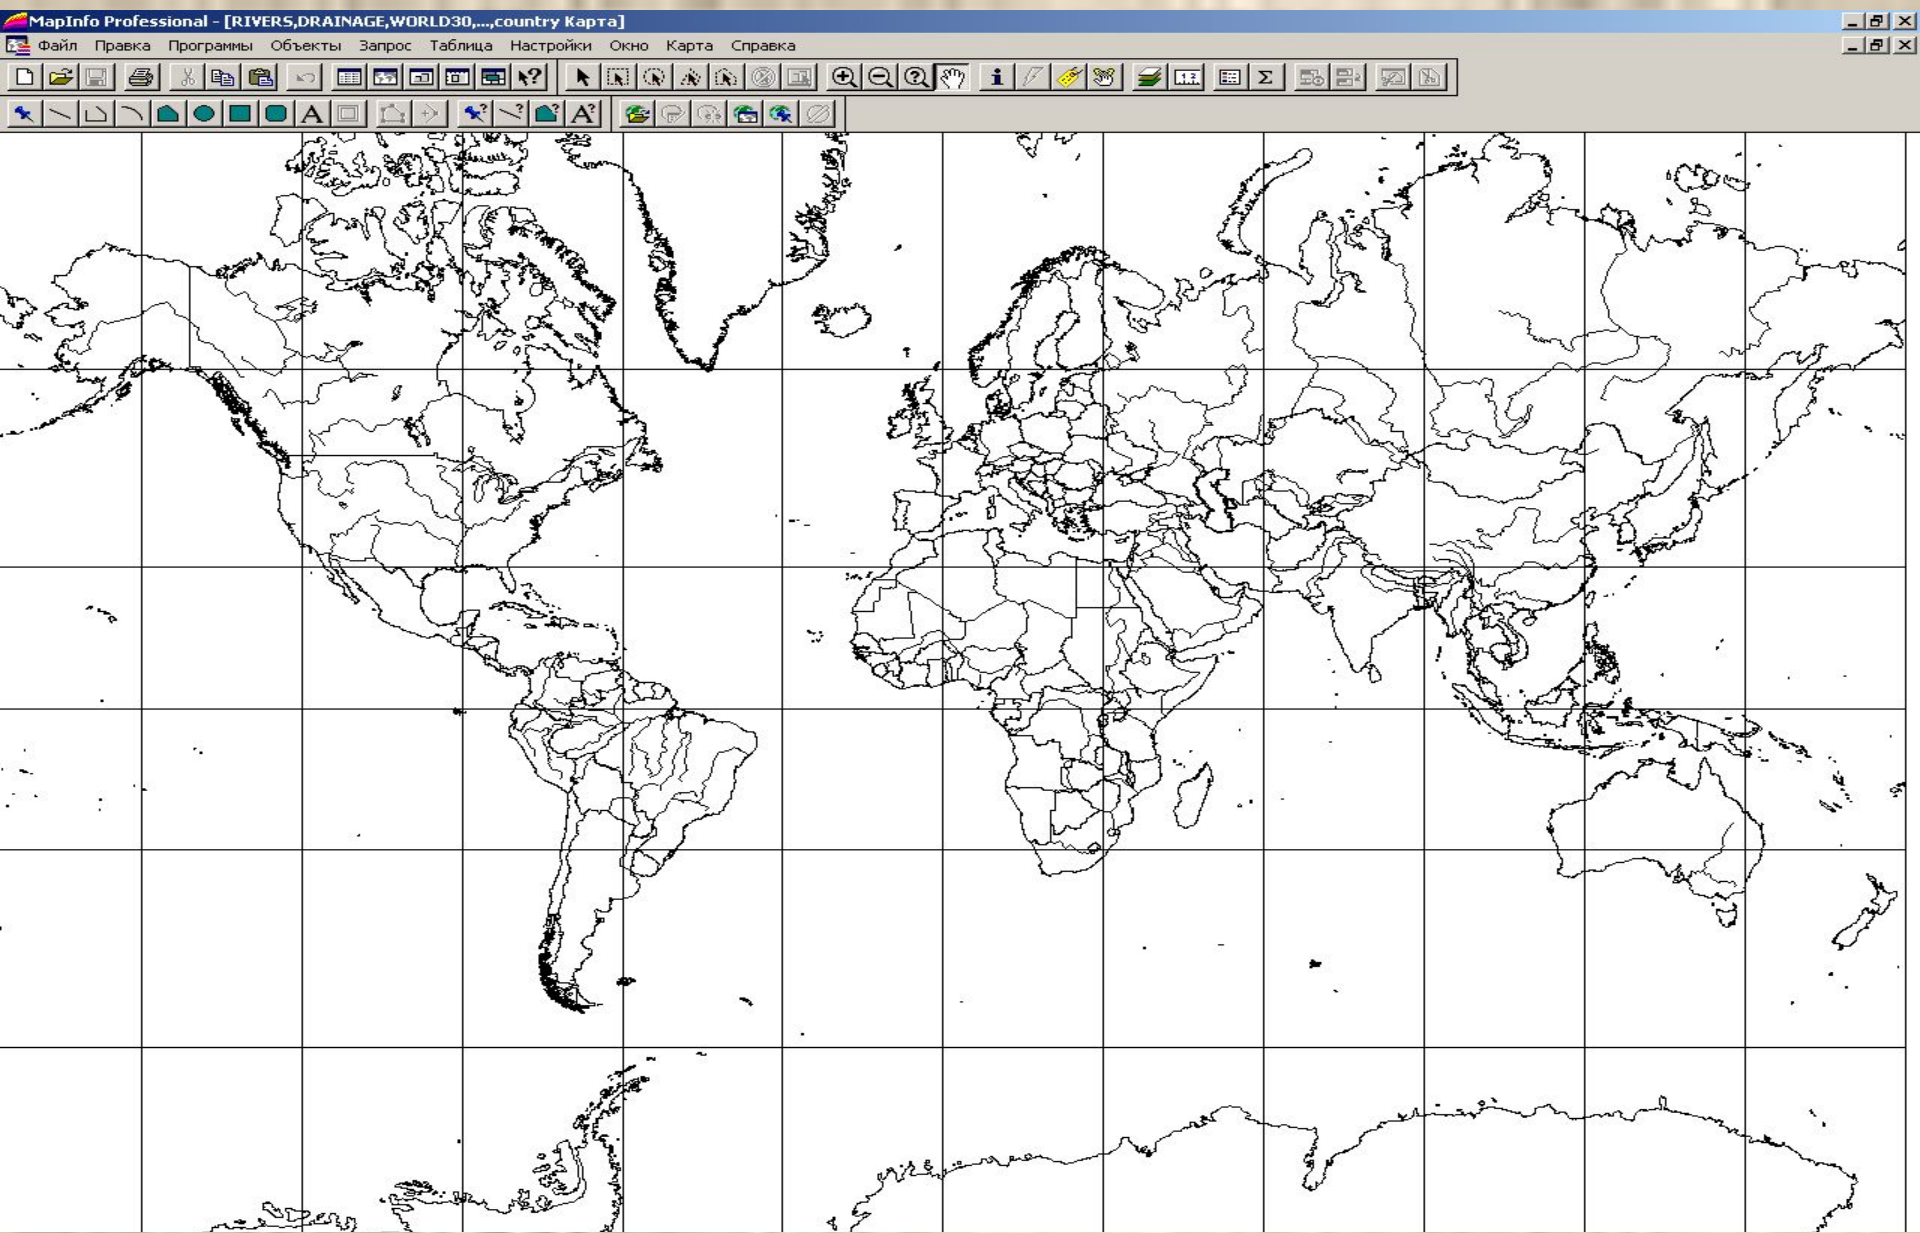 MapInfo Professional - [RIVERS,DRAINAGE,WORLD30,...,country Карта]
Файл Правка Программы Объекты Запрос Таблица Настройки Окно Карта Справка